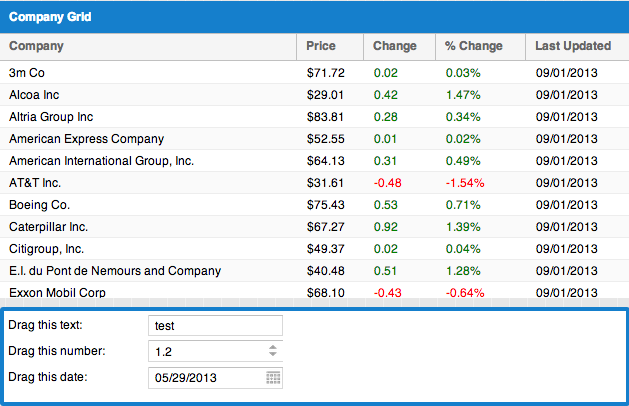 Company Grid
Company Price Change % Change Last Updated
3m Co $71.72 0.02 0.03% 09/01/2013
Alcoa Inc $29.01 0.42 1.47% 09/01/2013
Altria Group Inc $83.81 0.28 0.34% 09/01/2013
American Express Company $52.55 0.01 0.02% 09/01/2013
American International Group, Inc. $64.13 0.31 0.49% 09/01/2013
AT&T Inc. $31.61 -0.48 -1.54% 09/01/2013
Boeing Co. $75.43 0.53 0.71% 09/01/2013
Caterpillar Inc. $67.27 0.92 1.39% 09/01/2013
Citigroup, Inc. $49.37 0.02 0.04% 09/01/2013
E.I. du Pont de Nemours and Company $40.48 0.51 1.28% 09/01/2013
Exxon Mobil Corp $68.10 -0.43 -0.64% 09/01/2013
Drag this text: test
Drag this number: 1.2
Drag this date: 05/29/2013